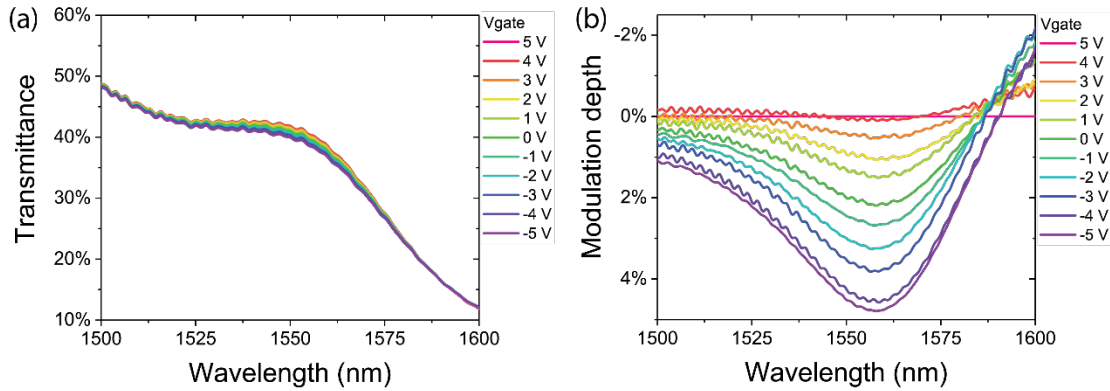 (a)
Transmittance
60%
50%
40%
30%
20%
10%
1500
1525
1550
1575
1600
Wavelength (nm)
Vgate
5 V
4 V
3 V
2 V
1 V
0 V
-1 V
-2 V
-3 V
-4 V
-5 V
(b)
Modulation depth
-2%
0%
2%
4%
1500
1525
1550
1575
1600
Wavelength (nm)
Vgate
5 V
4 V
3 V
2 V
1 V
0 V
-1 V
-2 V
-3 V
-4 V
-5 V